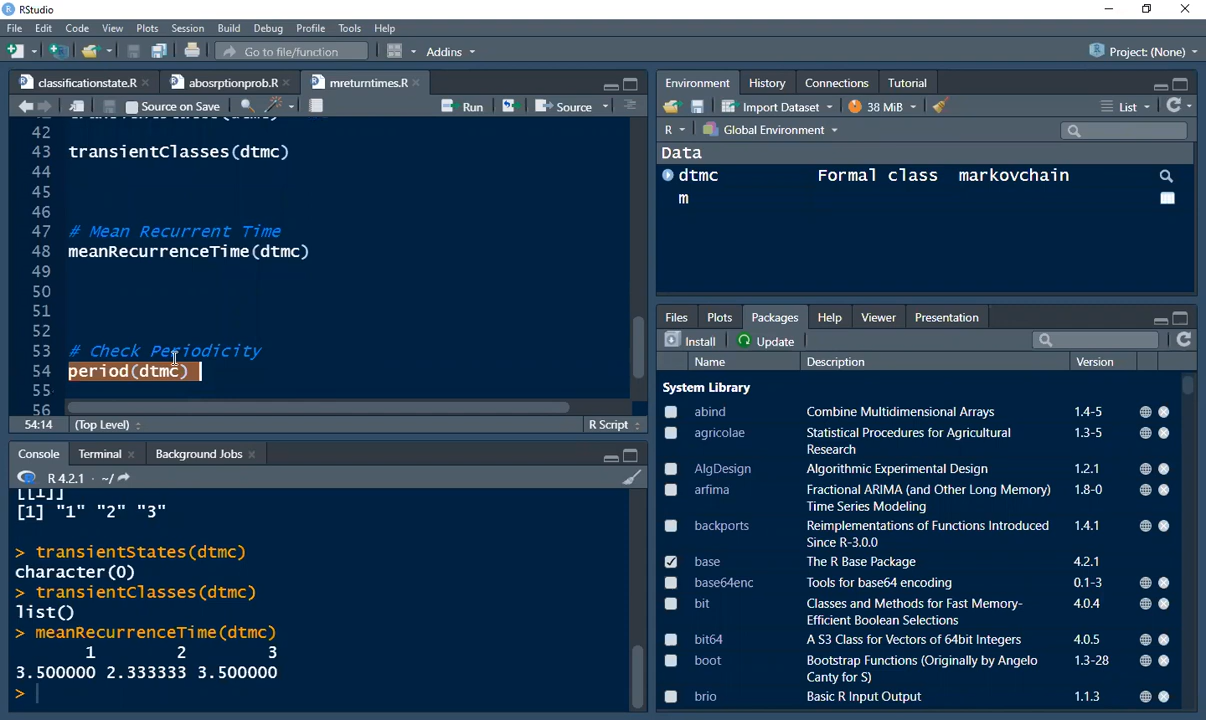 RStudio
File Edit Code View Plots Session Build Debug Profile Tools Help
Go to file/function Addins Project: (None)
classificationstate.R abosrptionprob.R mreturntimes.R
Source on Save Run Source
42
43 transientClasses(dtmc)
44
45
46
47 # Mean Recurrent Time
48 meanRecurrenceTime(dtmc)
49
50
51
52
53 # Check Periodicity
54 period(dtmc)
55
56
54:14 (Top Level) R Script
Console Terminal Background Jobs
R 4.2.1 · ~/
[[1]]
[1] "1" "2" "3"
> transientStates(dtmc)
character(0)
> transientClasses(dtmc)
list()
> meanRecurrenceTime(dtmc)
1 2 3
3.500000 2.333333 3.500000
>
Environment History Connections Tutorial
Import Dataset 38 MiB List
R Global Environment
Data
dtmc Formal class markovchain
m
Files Plots Packages Help Viewer Presentation
Install Update
Name Description Version
System Library
abind Combine Multidimensional Arrays 1.4-5
agricolae Statistical Procedures for Agricultural 1.3-5
Research
AlgDesign Algorithmic Experimental Design 1.2.1
arfima Fractional ARIMA (and Other Long Memory) 1.8-0
Time Series Modeling
backports Reimplementations of Functions Introduced 1.4.1
Since R-3.0.0
base The R Base Package 4.2.1
base64enc Tools for base64 encoding 0.1-3
bit Classes and Methods for Fast Memory- 4.0.4
Efficient Boolean Selections
bit64 A S3 Class for Vectors of 64bit Integers 4.0.5
boot Bootstrap Functions (Originally by Angelo 1.3-28
Canty for S)
brio Basic R Input Output 1.1.3